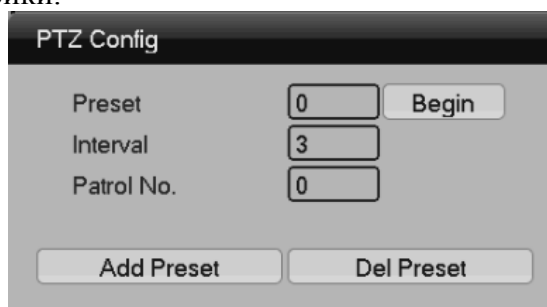 PTZ Config
Preset 0 Begin
Interval 3
Patrol No. 0
Add Preset Del Preset